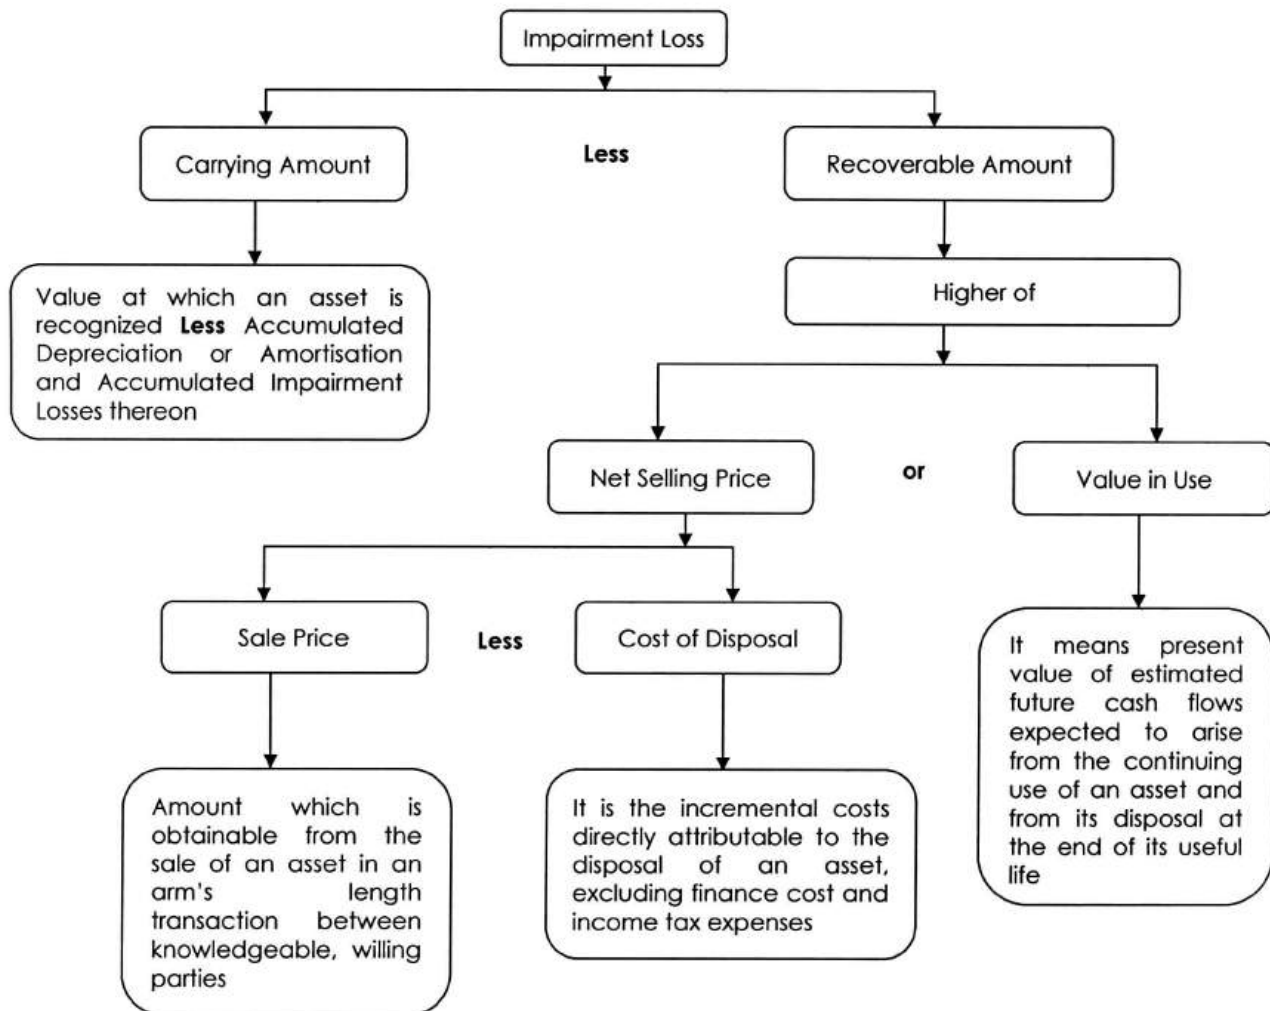 Impairment Loss
Carrying Amount
Less
Recoverable Amount
Value at which an asset is
recognized Less Accumulated
Depreciation or Amortisation
and Accumulated Impairment
Losses thereon
Higher of
Net Selling Price
or
Value in Use
Sale Price
Less
Cost of Disposal
It means present
value of estimated
future cash flows
expected to arise
from the continuing
use of an asset and
from its disposal at
the end of its useful
life
Amount which is
obtainable from the
sale of an asset in an
arm's length
transaction between
knowledgeable, willing
parties
It is the incremental costs
directly attributable to the
disposal of an asset,
excluding finance cost and
income tax expenses